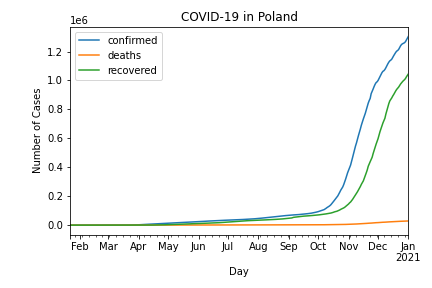 COVID-19 in Poland
1e6
confirmed
deaths
recovered
1.2
1.0
0.8
0.6
0.4
0.2
0.0
Number of Cases
Feb Mar Apr May Jun Jul Aug Sep Oct Nov Dec Jan
2021
Day